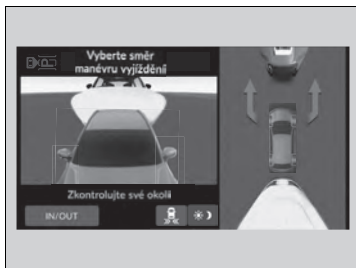 Vyberte směr
manévru vyjíždění
Zkontrolujte své okolí
IN/OUT